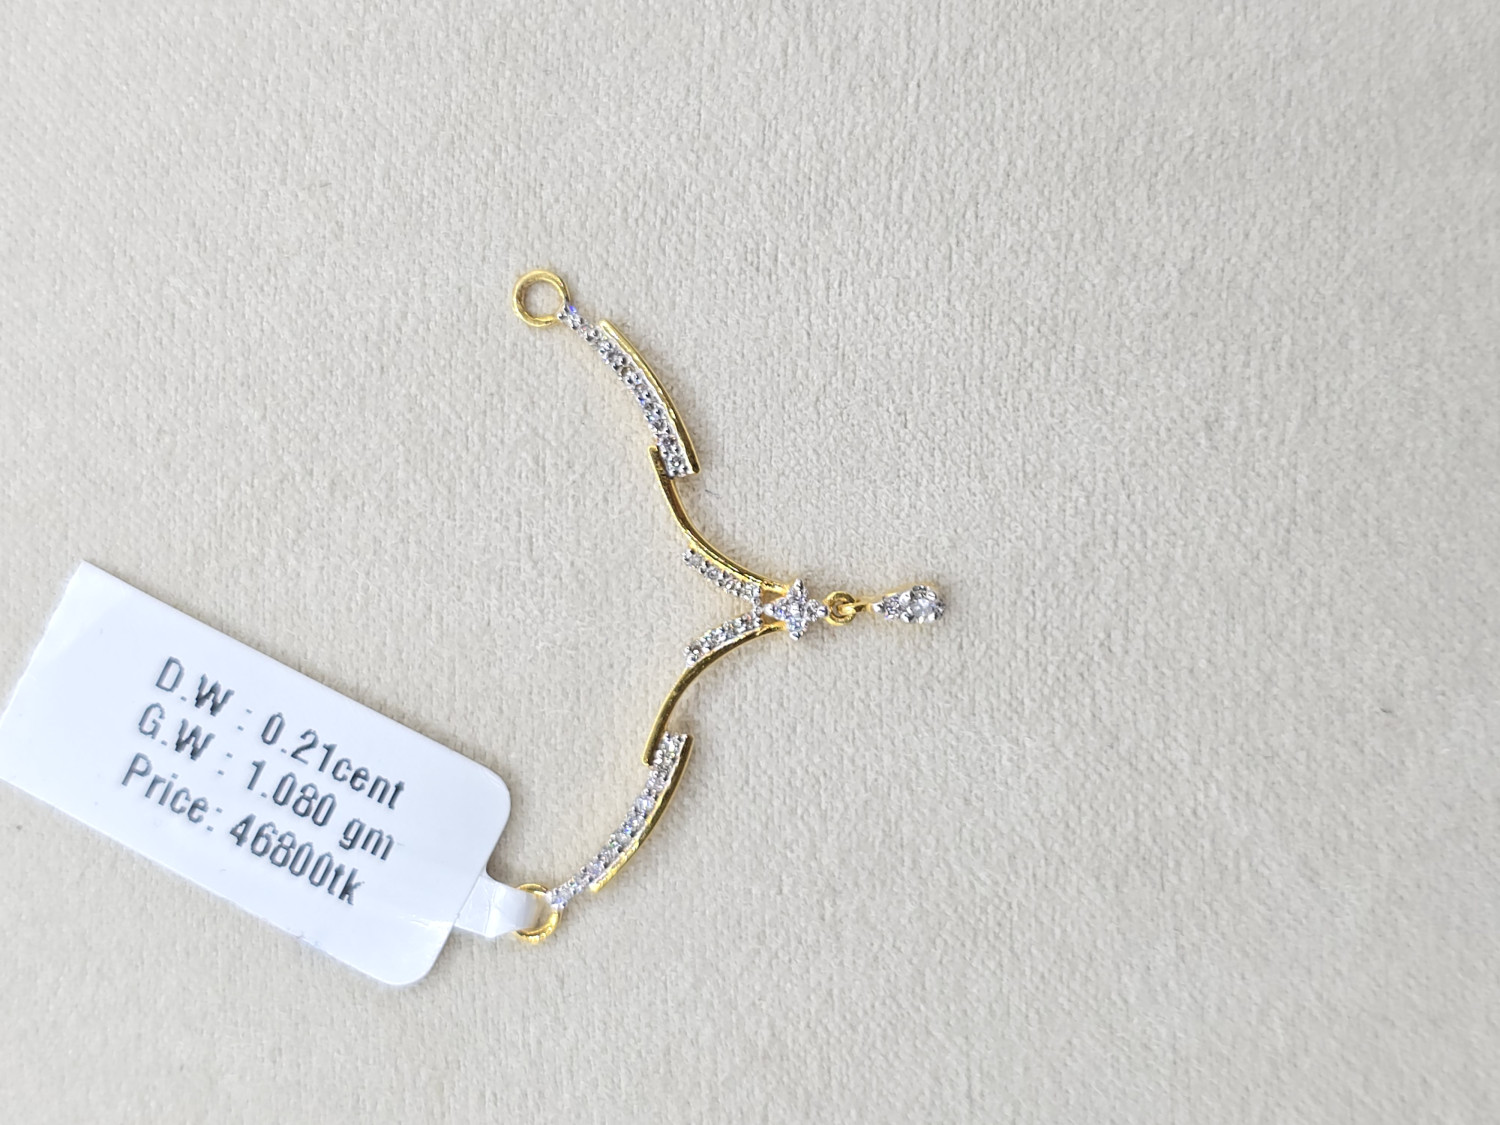 D.W : 0.21cent
G.W : 1.080 gm
Price: 46800tk